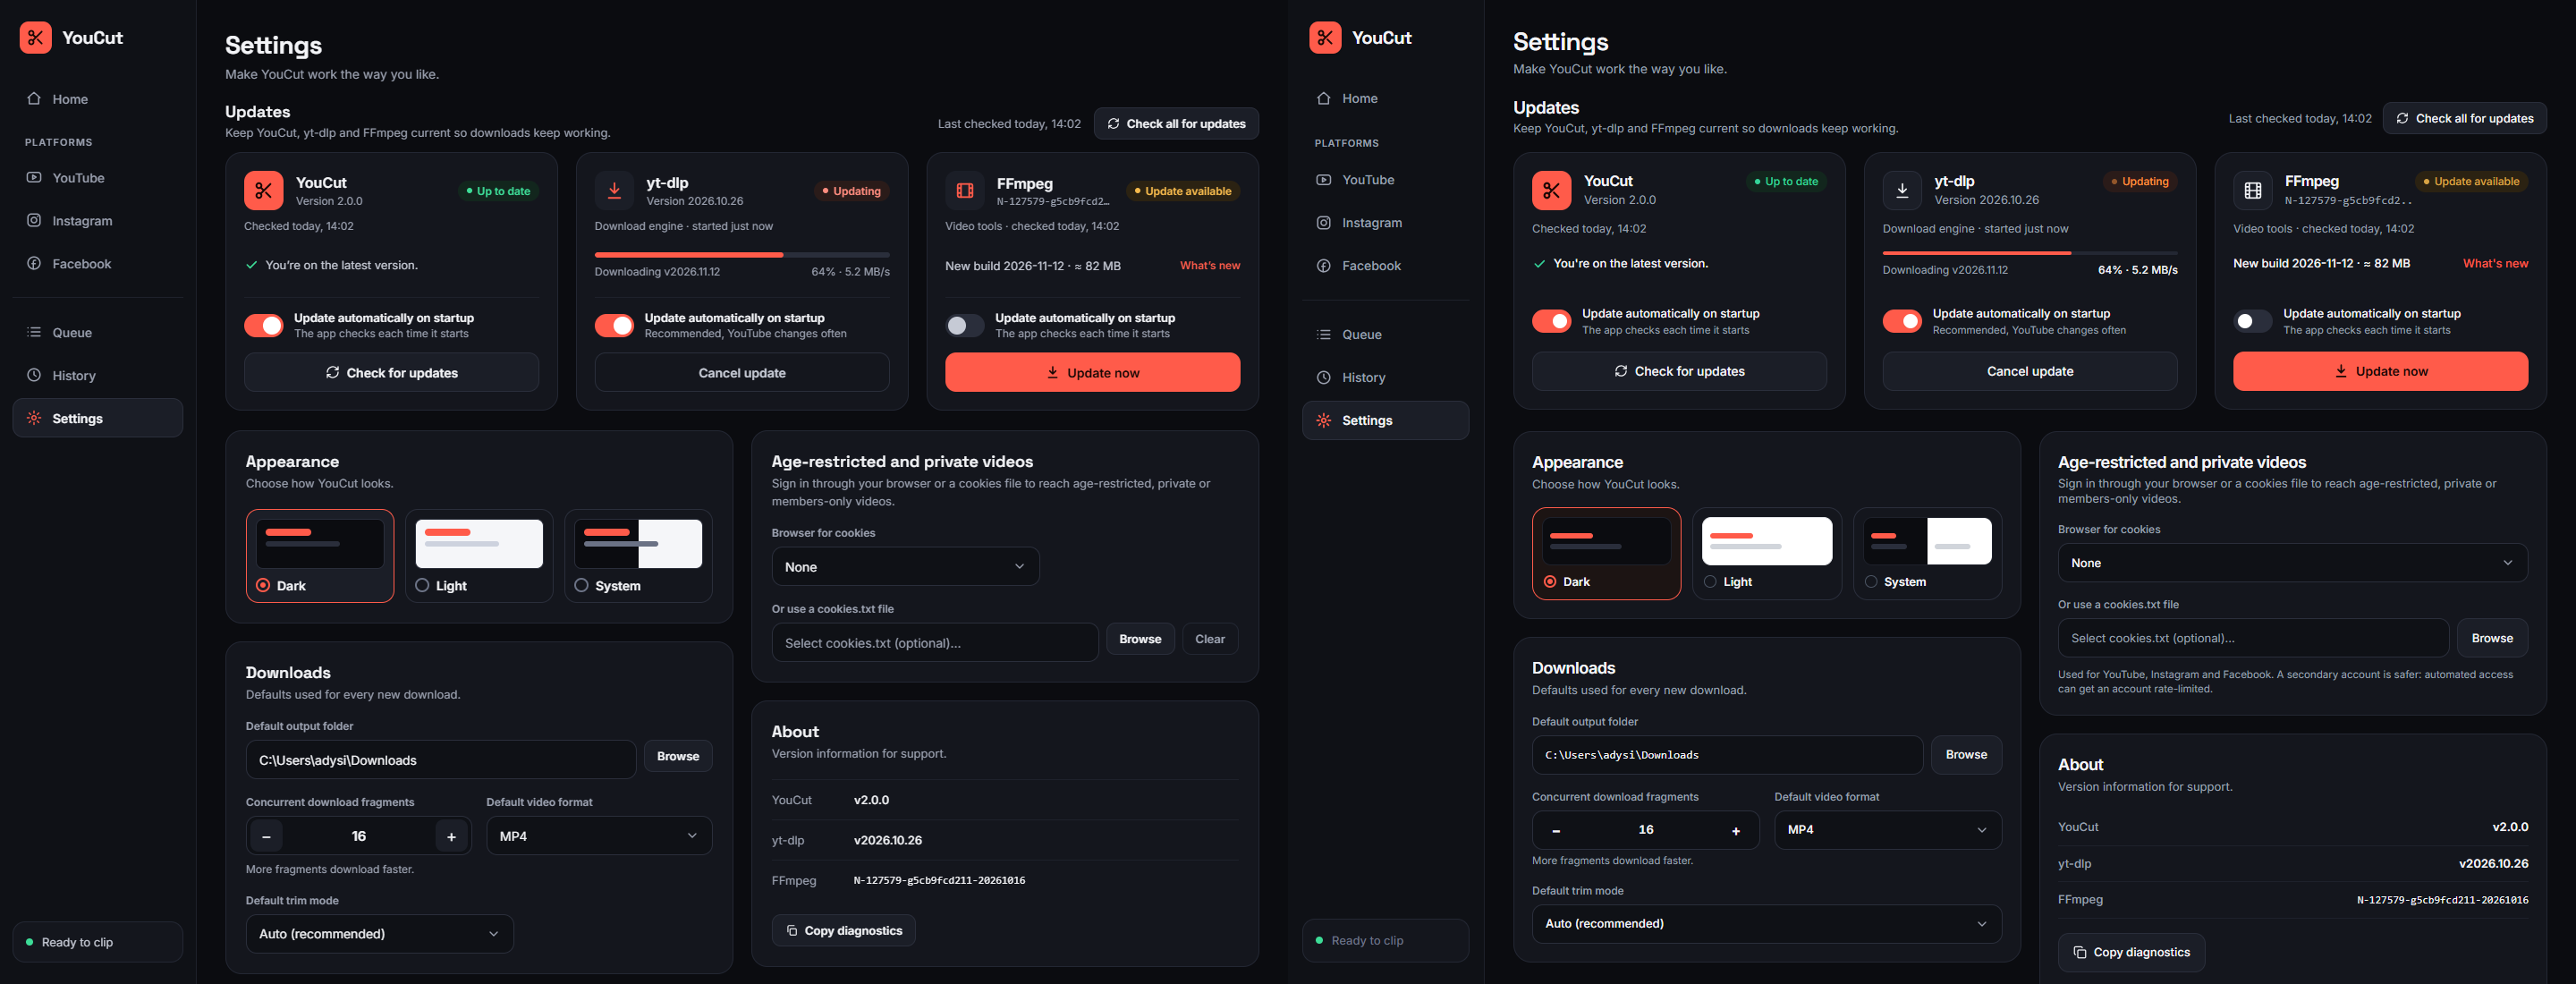 YouCut
Home
PLATFORMS
YouTube
Instagram
Facebook
Queue
History
Settings
Ready to clip
Settings
Make YouCut work the way you like.
Updates
Keep YouCut, yt-dlp and FFmpeg current so downloads keep working.
Last checked today, 14:02
Check all for updates
YouCut
Version 2.0.0
Up to date
Checked today, 14:02
You're on the latest version.
Update automatically on startup
The app checks each time it starts
Check for updates
yt-dlp
Version 2026.10.26
Updating
Download engine · started just now
Downloading v2026.11.12
64% · 5.2 MB/s
Update automatically on startup
Recommended, YouTube changes often
Cancel update
FFmpeg
N-127579-g5cb9fcd2…
Update available
Video tools · checked today, 14:02
New build 2026-11-12 · ≈ 82 MB
What's new
Update automatically on startup
The app checks each time it starts
Update now
Appearance
Choose how YouCut looks.
Dark
Light
System
Downloads
Defaults used for every new download.
Default output folder
C:\Users\adysi\Downloads
Browse
Concurrent download fragments
– 16 +
More fragments download faster.
Default video format
MP4
Default trim mode
Auto (recommended)
Age-restricted and private videos
Sign in through your browser or a cookies file to reach age-restricted, private or
members-only videos.
Browser for cookies
None
Or use a cookies.txt file
Select cookies.txt (optional)...
Browse
Clear
About
Version information for support.
YouCut v2.0.0
yt-dlp v2026.10.26
FFmpeg N-127579-g5cb9fcd211-20261016
Copy diagnostics
YouCut
Home
PLATFORMS
YouTube
Instagram
Facebook
Queue
History
Settings
Ready to clip
Settings
Make YouCut work the way you like.
Updates
Keep YouCut, yt-dlp and FFmpeg current so downloads keep working.
Last checked today, 14:02
Check all for updates
YouCut
Version 2.0.0
Up to date
Checked today, 14:02
You're on the latest version.
Update automatically on startup
The app checks each time it starts
Check for updates
yt-dlp
Version 2026.10.26
Updating
Download engine · started just now
Downloading v2026.11.12
64% · 5.2 MB/s
Update automatically on startup
Recommended, YouTube changes often
Cancel update
FFmpeg
N-127579-g5cb9fcd2..
Update available
Video tools · checked today, 14:02
New build 2026-11-12 · ≈ 82 MB
What's new
Update automatically on startup
The app checks each time it starts
Update now
Appearance
Choose how YouCut looks.
Dark
Light
System
Downloads
Defaults used for every new download.
Default output folder
C:\Users\adysi\Downloads
Browse
Concurrent download fragments
– 16 +
More fragments download faster.
Default video format
MP4
Default trim mode
Auto (recommended)
Age-restricted and private videos
Sign in through your browser or a cookies file to reach age-restricted, private or
members-only videos.
Browser for cookies
None
Or use a cookies.txt file
Select cookies.txt (optional)...
Browse
Used for YouTube, Instagram and Facebook. A secondary account is safer: automated access
can get an account rate-limited.
About
Version information for support.
YouCut v2.0.0
yt-dlp v2026.10.26
FFmpeg N-127579-g5cb9fcd211-20261016
Copy diagnostics